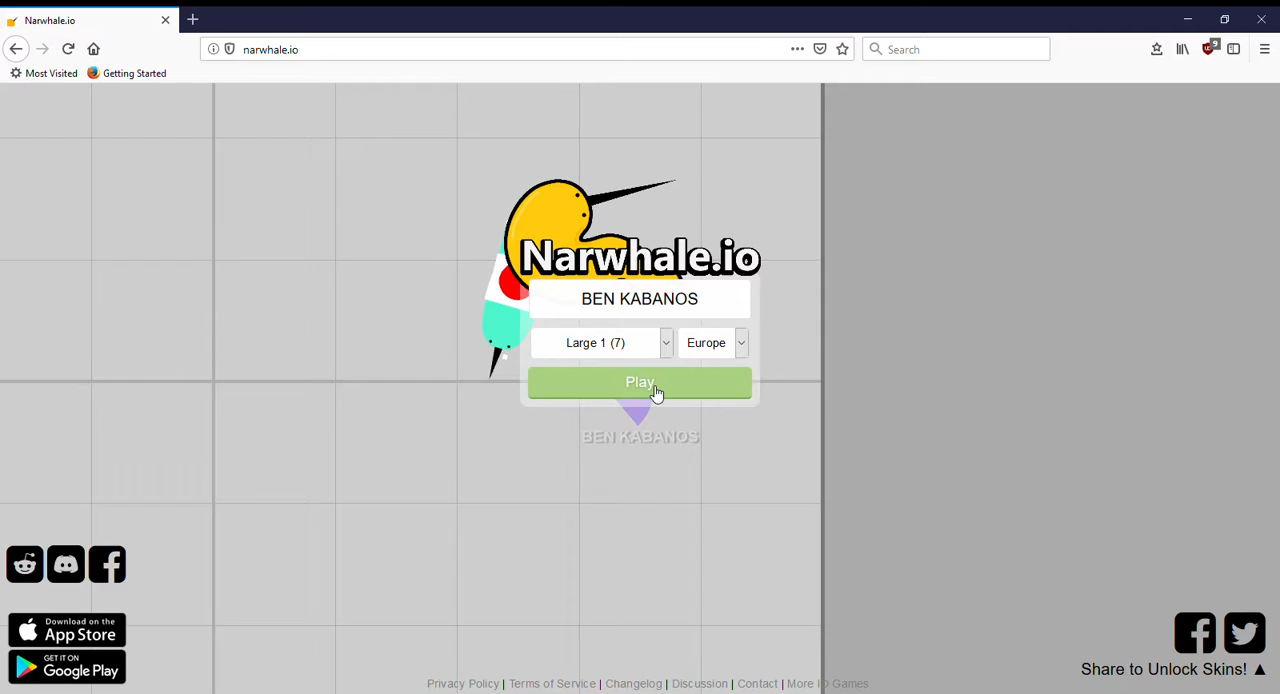 Narwhale.io
narwhale.io
Search
9
Most Visited
Getting Started
Narwhale.io
BEN KABANOS
Large 1 (7)
Europe
Play
BEN KABANOS
Download on the
App Store
GET IT ON
Google Play
Share to Unlock Skins! ▲
Privacy Policy | Terms of Service | Changelog | Discussion | Contact | More IO Games